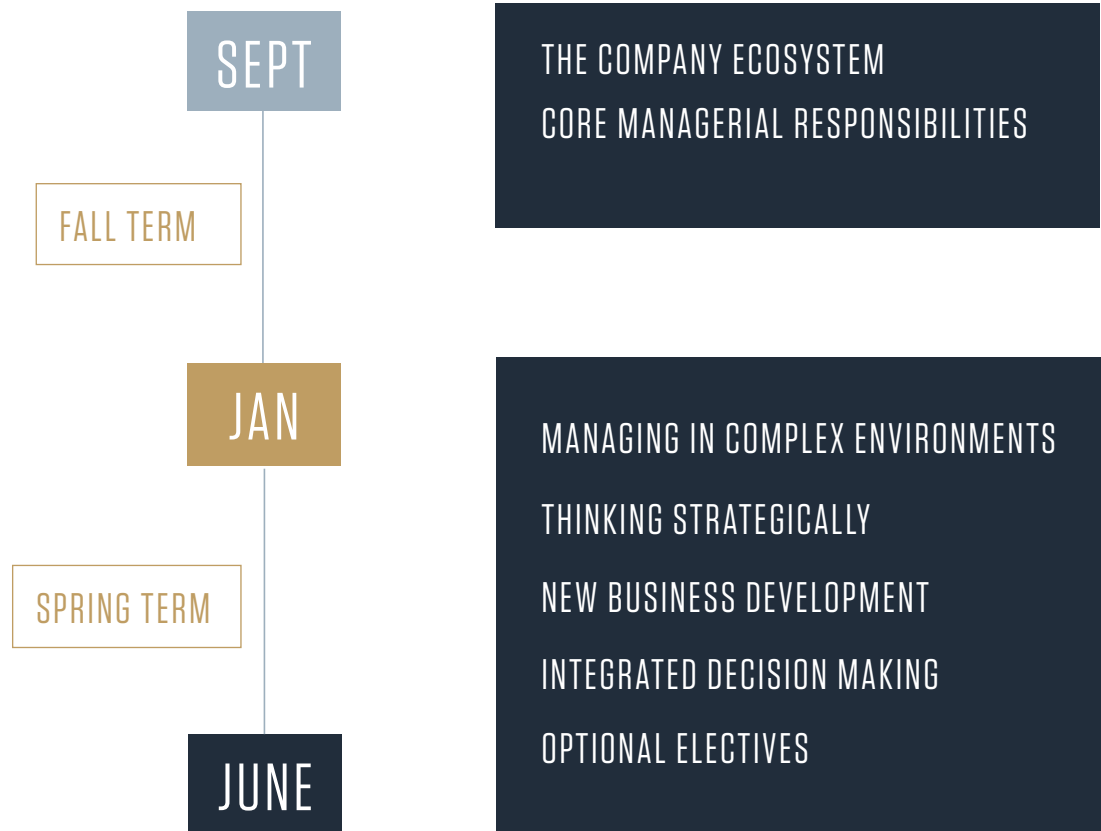 SEPT
THE COMPANY ECOSYSTEM
CORE MANAGERIAL RESPONSIBILITIES
FALL TERM
JAN
MANAGING IN COMPLEX ENVIRONMENTS
THINKING STRATEGICALLY
NEW BUSINESS DEVELOPMENT
SPRING TERM
INTEGRATED DECISION MAKING
OPTIONAL ELECTIVES
JUNE